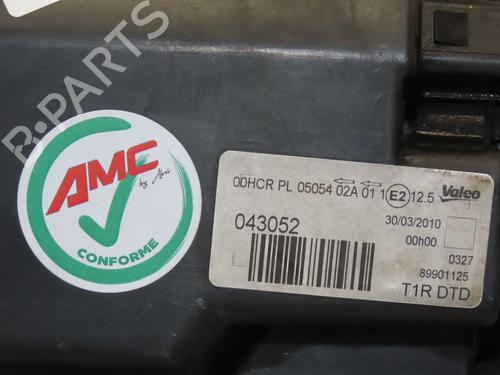 R-PARTS
AMC
by Alexi
CONFORME
00HCR PL 05054 02A 01 1 E2 12.5 Valeo
043052
30/03/2010
00h00
0327
89901125
T1R DTD